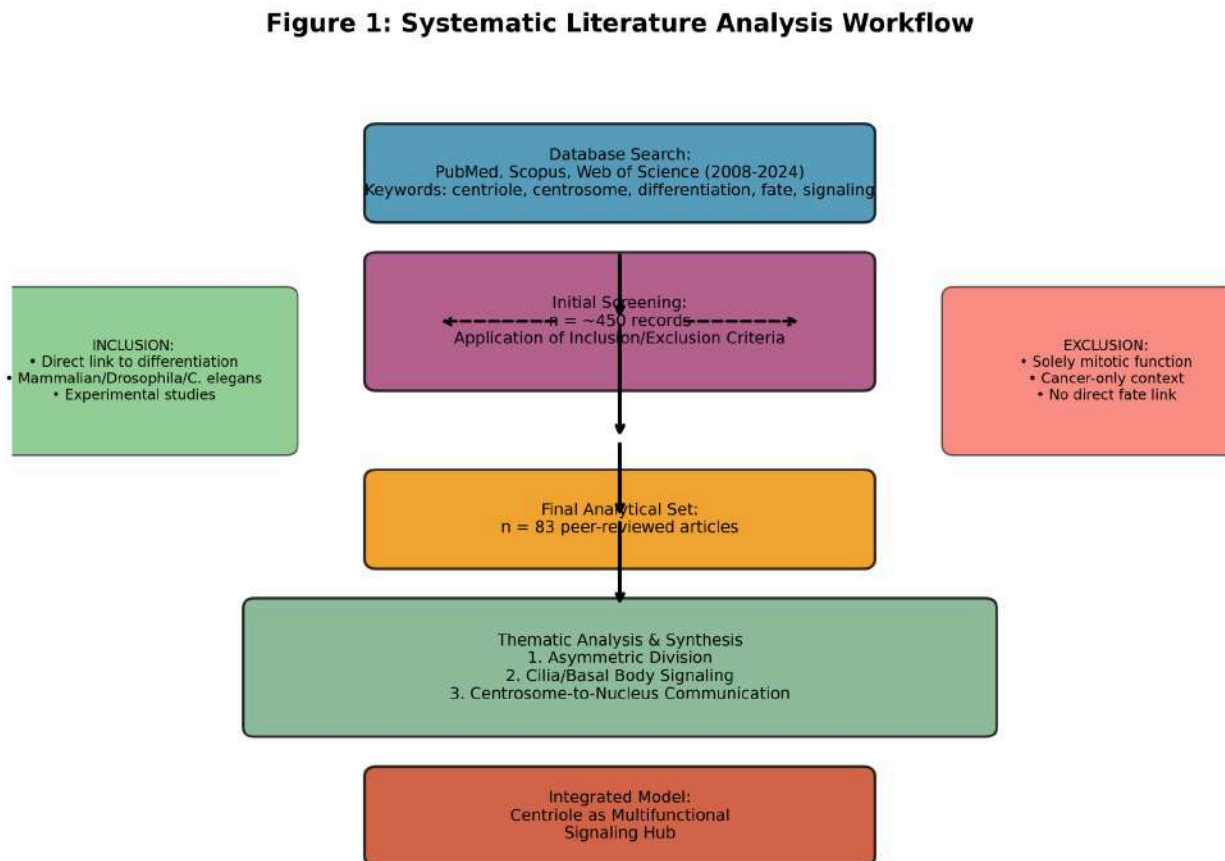 Figure 1: Systematic Literature Analysis Workflow
Database Search:
PubMed, Scopus, Web of Science (2008-2024)
Keywords: centriole, centrosome, differentiation, fate, signaling
Initial Screening:
n = ~450 records
Application of Inclusion/Exclusion Criteria
INCLUSION:
• Direct link to differentiation
• Mammalian/Drosophila/C. elegans
• Experimental studies
EXCLUSION:
• Solely mitotic function
• Cancer-only context
• No direct fate link
Final Analytical Set:
n = 83 peer-reviewed articles
Thematic Analysis & Synthesis
1. Asymmetric Division
2. Cilia/Basal Body Signaling
3. Centrosome-to-Nucleus Communication
Integrated Model:
Centriole as Multifunctional
Signaling Hub